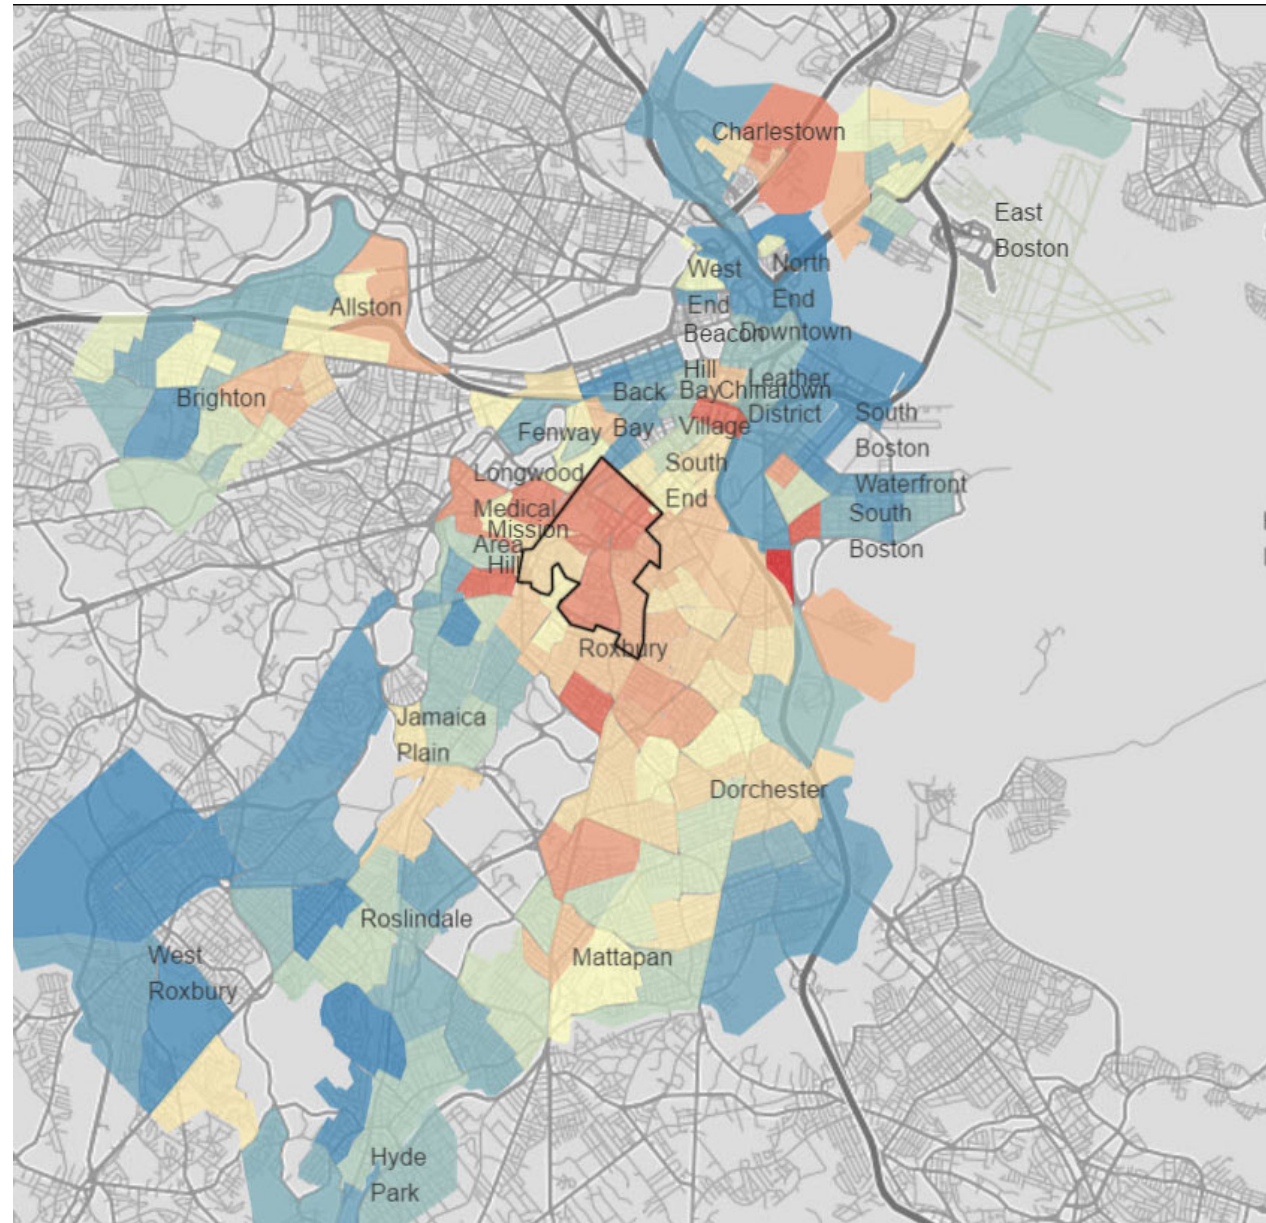 Charlestown
East
Boston
West
End
North
End
Allston
Beacon
Hill
Downtown
Back
Bay
Bay
Village
Chinatown
Leather
District
South
Boston
Waterfront
Brighton
Fenway
South
End
Longwood
Medical
Area
Mission
Hill
South
Boston
Roxbury
Jamaica
Plain
Dorchester
Roslindale
West
Roxbury
Mattapan
Hyde
Park